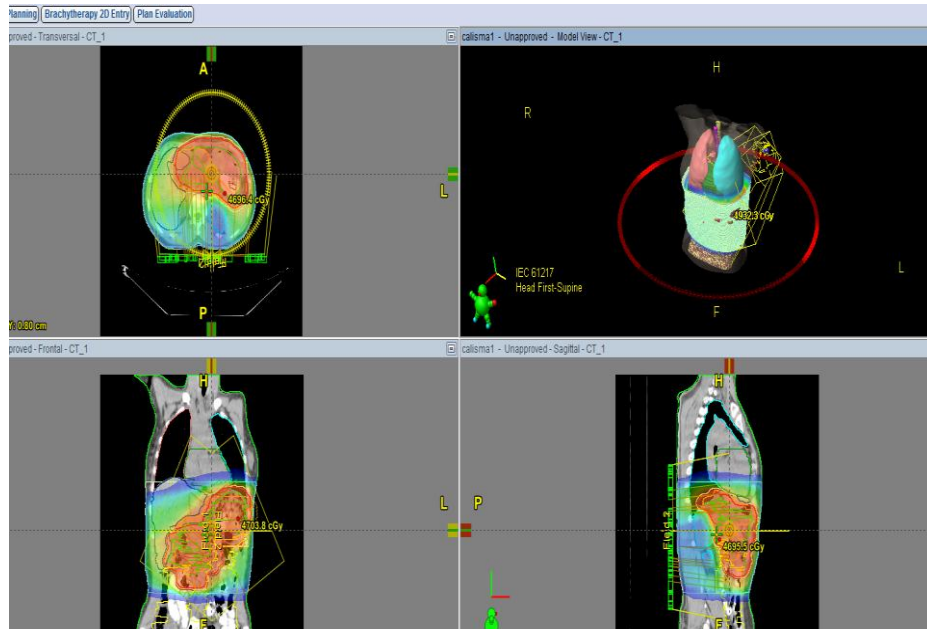 Planning Brachytherapy 2D Entry Plan Evaluation
proved - Transversal - CT_1
calisma1 - Unapproved - Model View - CT_1
A
4696.4 cGy
L
P
Y: 0.80 cm
H
R
4932.3 cGy
IEC 61217
Head First-Supine
L
F
proved - Frontal - CT_1
calisma1 - Unapproved - Sagittal - CT_1
H
L
4703.8 cGy
F
H
P
4695.5 cGy
F